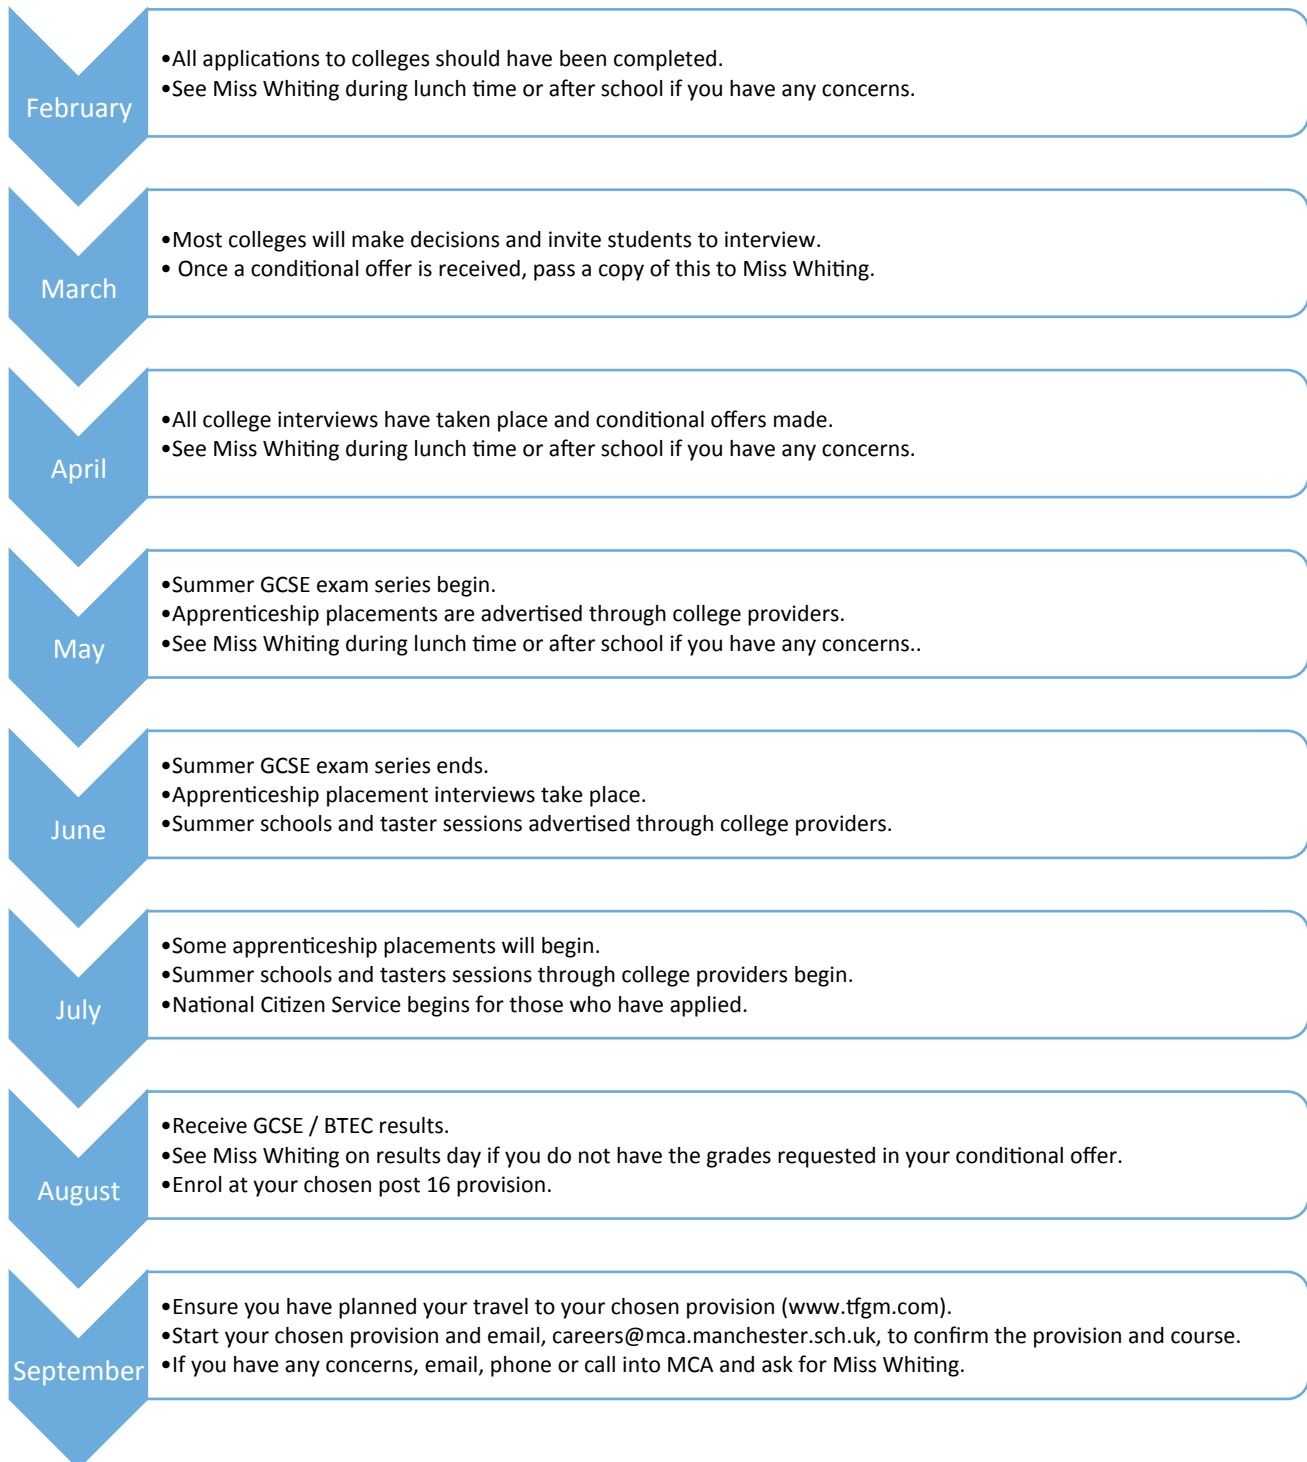 February
•All applications to colleges should have been completed.
•See Miss Whiting during lunch time or after school if you have any concerns.
March
•Most colleges will make decisions and invite students to interview.
• Once a conditional offer is received, pass a copy of this to Miss Whiting.
April
•All college interviews have taken place and conditional offers made.
•See Miss Whiting during lunch time or after school if you have any concerns.
May
•Summer GCSE exam series begin.
•Apprenticeship placements are advertised through college providers.
•See Miss Whiting during lunch time or after school if you have any concerns..
June
•Summer GCSE exam series ends.
•Apprenticeship placement interviews take place.
•Summer schools and taster sessions advertised through college providers.
July
•Some apprenticeship placements will begin.
•Summer schools and tasters sessions through college providers begin.
•National Citizen Service begins for those who have applied.
August
•Receive GCSE / BTEC results.
•See Miss Whiting on results day if you do not have the grades requested in your conditional offer.
•Enrol at your chosen post 16 provision.
September
•Ensure you have planned your travel to your chosen provision (www.tfgm.com).
•Start your chosen provision and email, careers@mca.manchester.sch.uk, to confirm the provision and course.
•If you have any concerns, email, phone or call into MCA and ask for Miss Whiting.